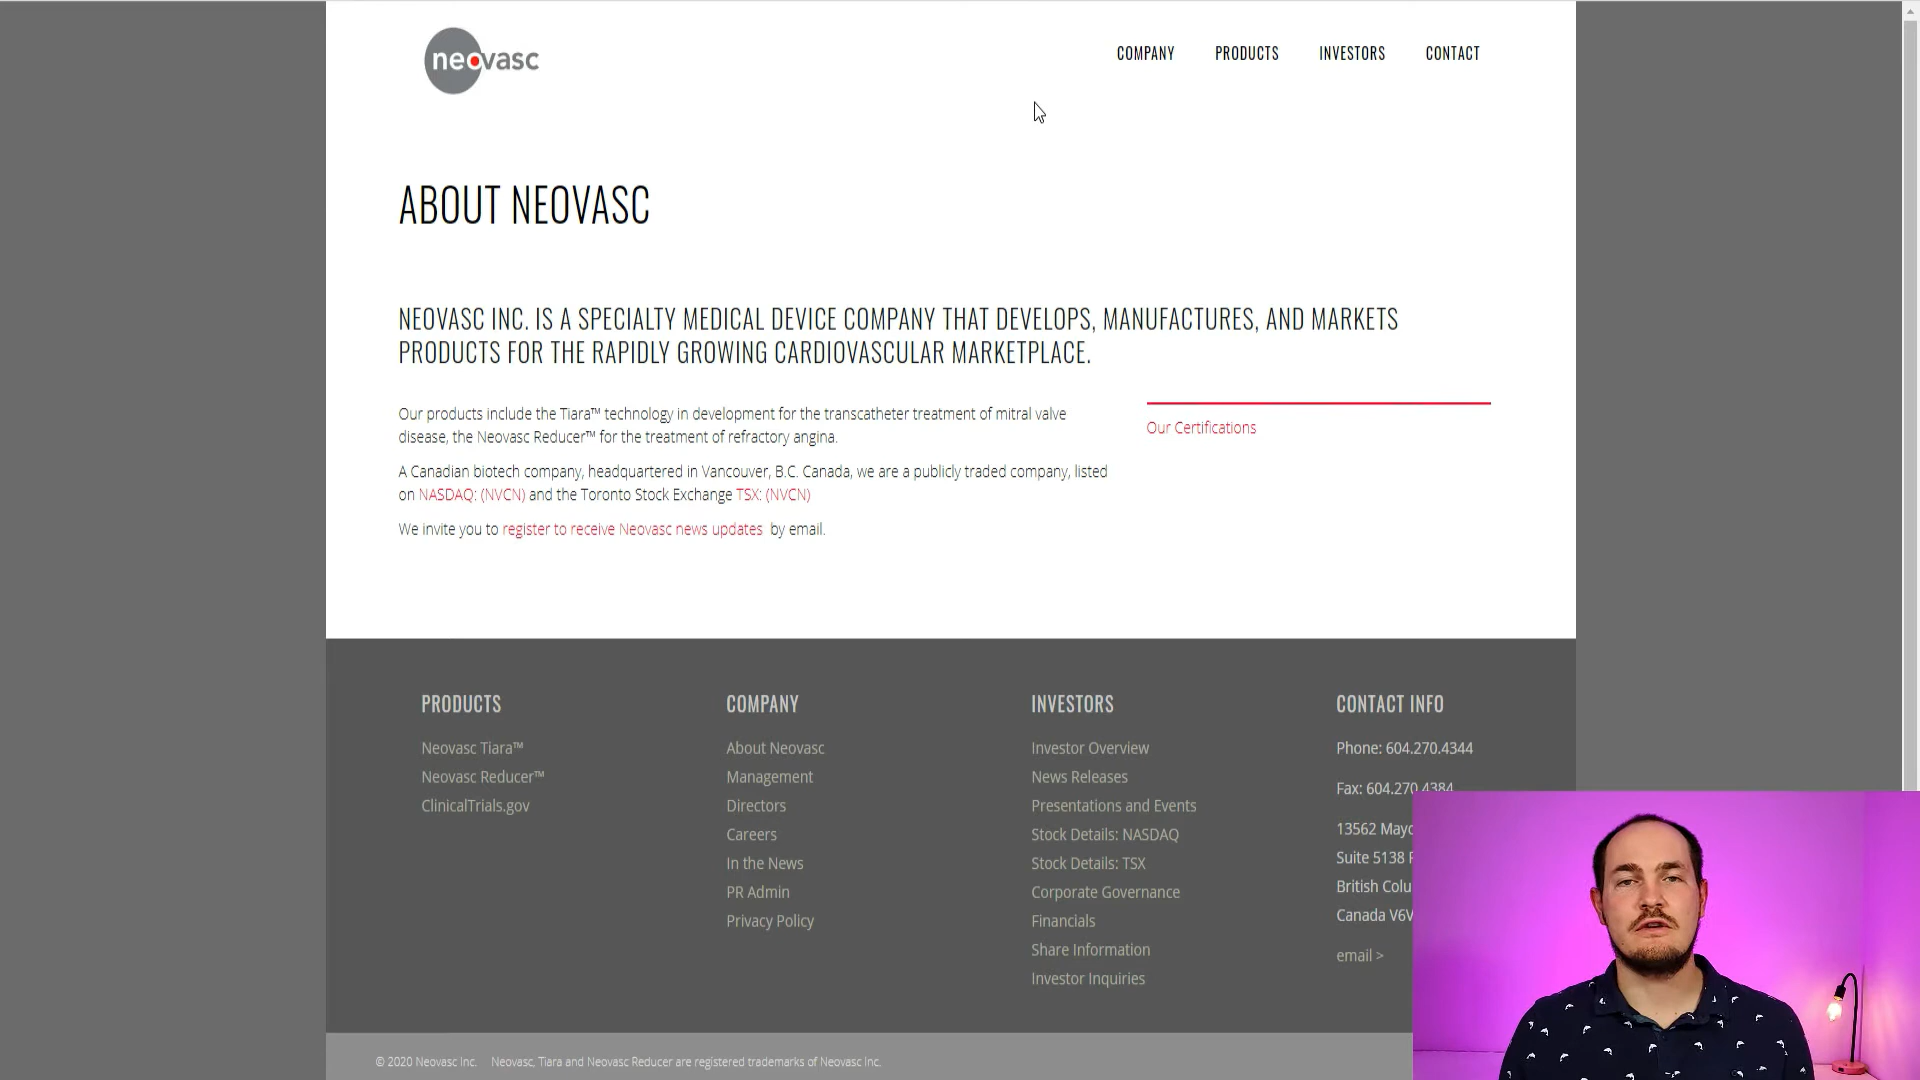 neovasc
COMPANY PRODUCTS INVESTORS CONTACT
ABOUT NEOVASC
NEOVASC INC. IS A SPECIALTY MEDICAL DEVICE COMPANY THAT DEVELOPS, MANUFACTURES, AND MARKETS
PRODUCTS FOR THE RAPIDLY GROWING CARDIOVASCULAR MARKETPLACE.
Our products include the Tiara™ technology in development for the transcatheter treatment of mitral valve
disease, the Neovasc Reducer™ for the treatment of refractory angina.
A Canadian biotech company, headquartered in Vancouver, B.C. Canada, we are a publicly traded company, listed
on NASDAQ: (NVCN) and the Toronto Stock Exchange TSX: (NVCN)
We invite you to register to receive Neovasc news updates by email.
Our Certifications
PRODUCTS
Neovasc Tiara™
Neovasc Reducer™
ClinicalTrials.gov
COMPANY
About Neovasc
Management
Directors
Careers
In the News
PR Admin
Privacy Policy
INVESTORS
Investor Overview
News Releases
Presentations and Events
Stock Details: NASDAQ
Stock Details: TSX
Corporate Governance
Financials
Share Information
Investor Inquiries
CONTACT INFO
Phone: 604.270.4344
Fax: 604.270.4384
13562
Suite 5138
British
Canada V6V
email >
© 2020 Neovasc Inc. Neovasc, Tiara and Neovasc Reducer are registered trademarks of Neovasc Inc.